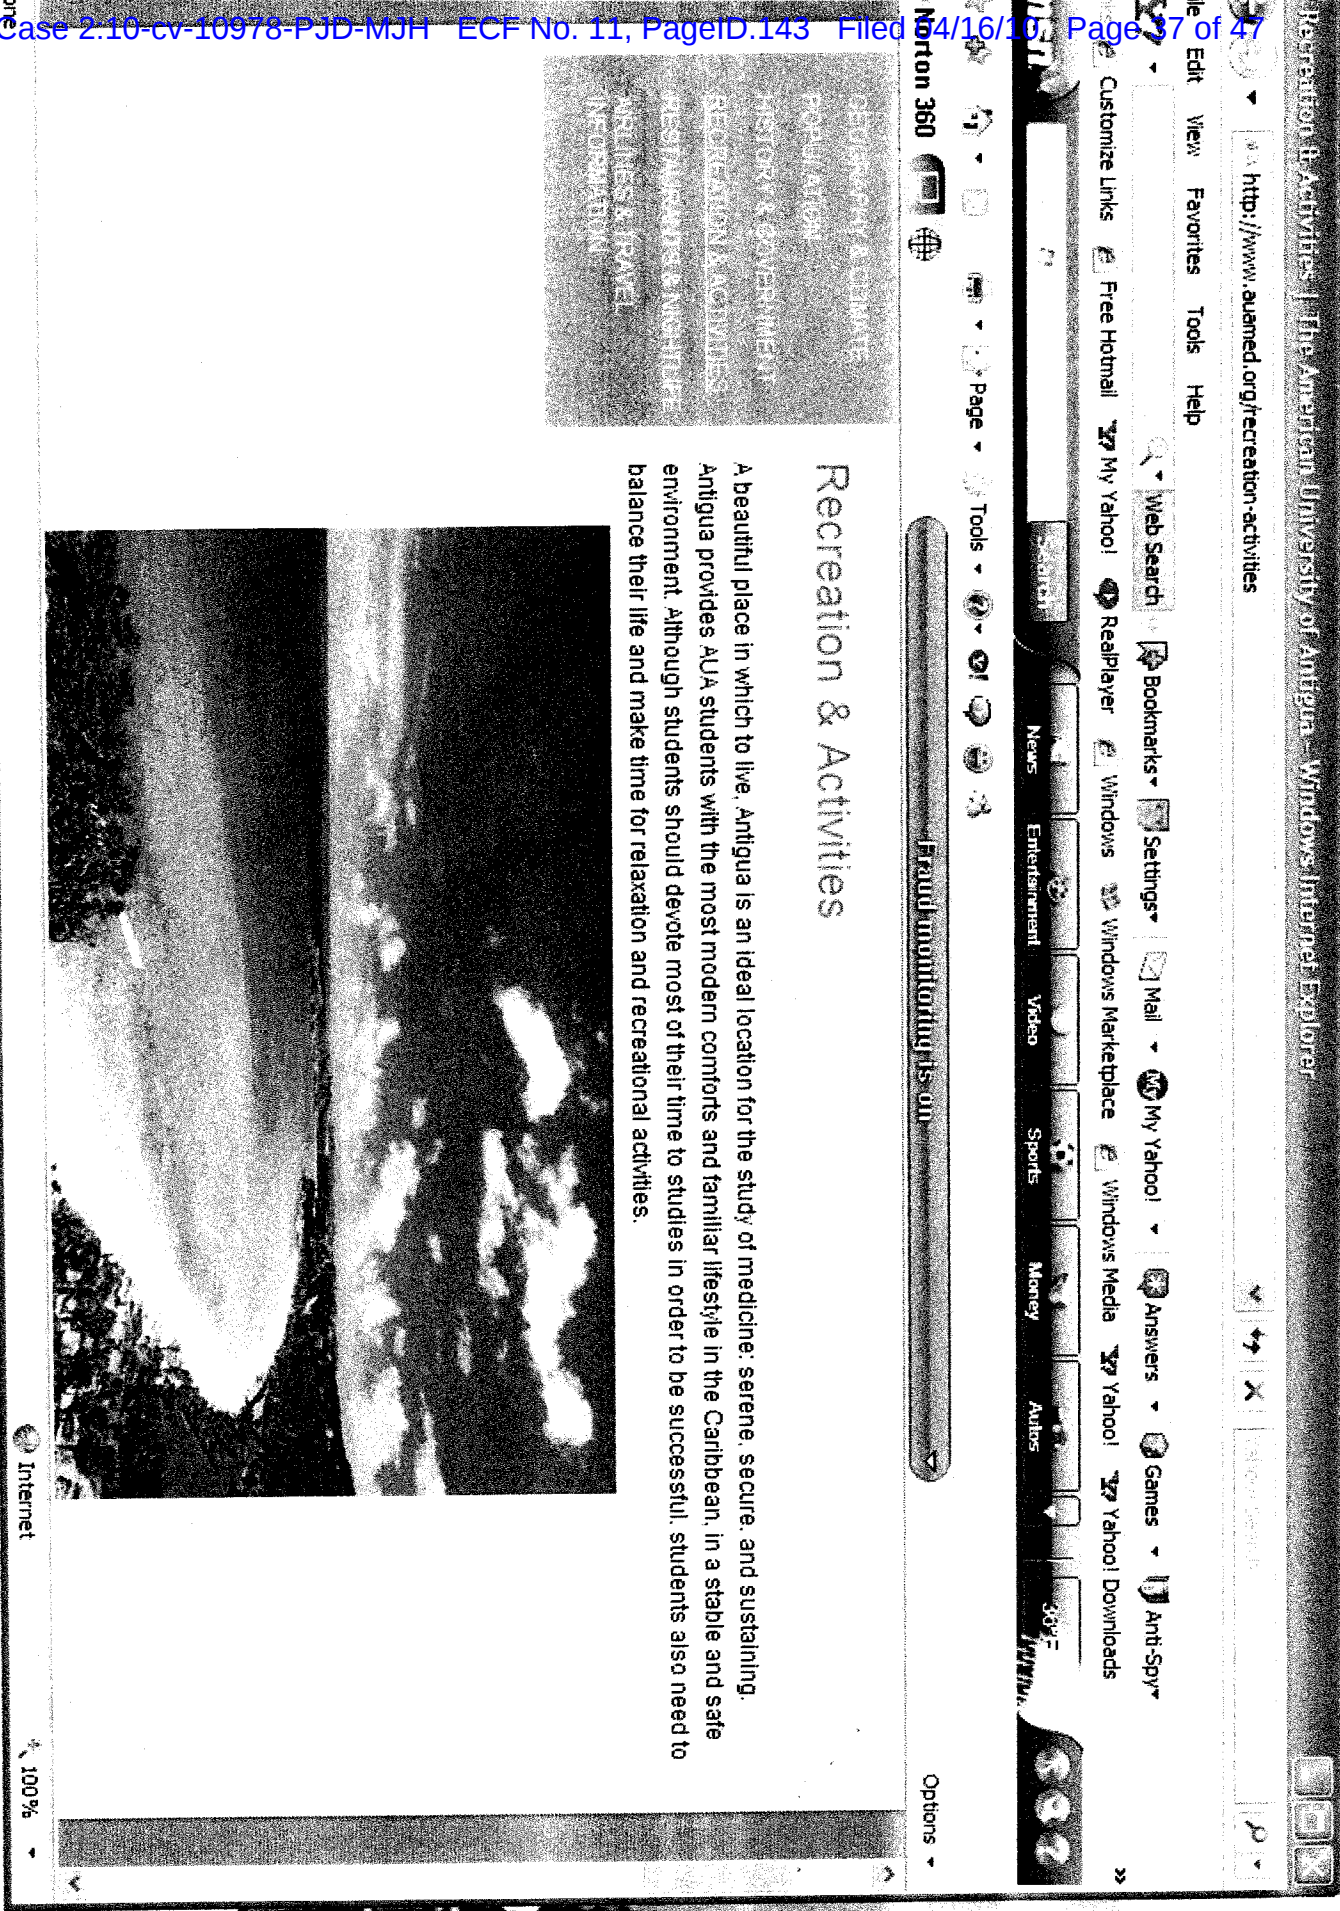 Case 2:10-cv-10978-PJD-MJH ECF No. 11, PageID.143 Filed 04/16/10 Page 37 of 47
Recreation & Activities | The American University of Antigua - Windows Internet Explorer
http://www.auamed.org/recreation-activities
le Edit View Favorites Tools Help
Web Search Bookmarks Settings Mail My Yahoo! Answers Games Anti-Spy
Customize Links Free Hotmail My Yahoo! RealPlayer Windows Windows Marketplace Windows Media Yahoo! Yahoo! Downloads »
Search News Entertainment Video Sports Money Autos
Page Tools
Norton 360 Fraud monitoring is on Options
GEOGRAPHY & CLIMATE
POPULATION
HISTORY & GOVERNMENT
RECREATION & ACTIVITIES
RESTAURANTS & NIGHTLIFE
AIRLINES & TRAVEL
INFORMATION
Recreation & Activities
A beautiful place in which to live, Antigua is an ideal location for the study of medicine: serene, secure, and sustaining.
Antigua provides AUA students with the most modern comforts and familiar lifestyle in the Caribbean, in a stable and safe
environment. Although students should devote most of their time to studies in order to be successful, students also need to
balance their life and make time for relaxation and recreational activities.
one Internet 100%